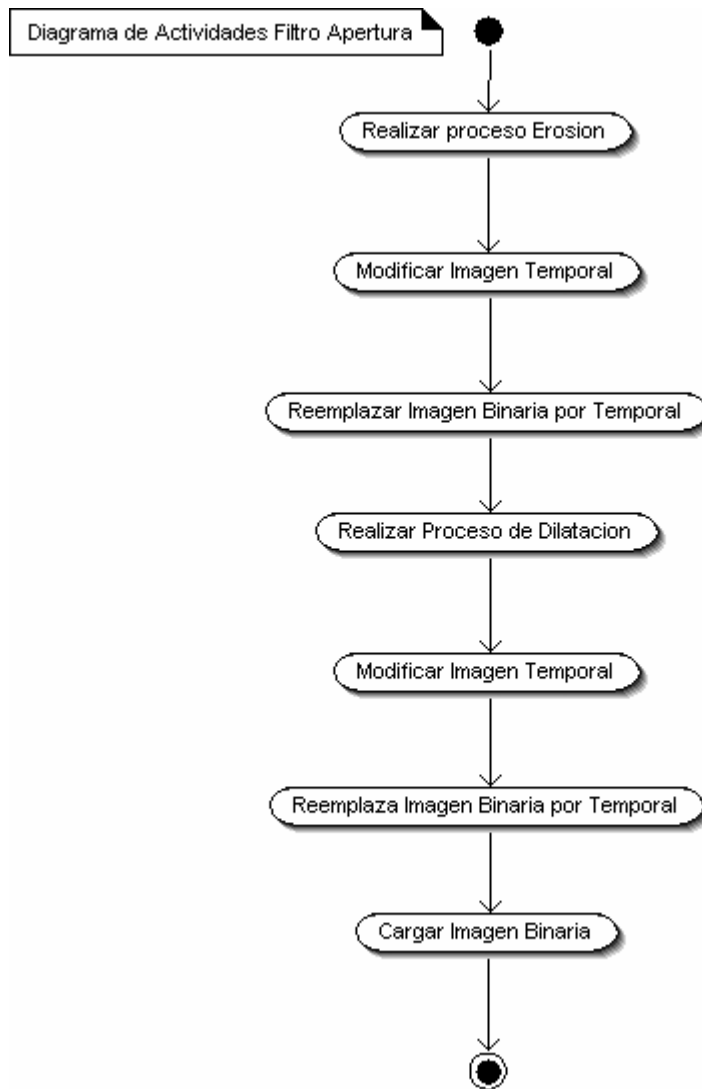 Diagrama de Actividades Filtro Apertura
Realizar proceso Erosion
Modificar Imagen Temporal
Reemplazar Imagen Binaria por Temporal
Realizar Proceso de Dilatacion
Modificar Imagen Temporal
Reemplaza Imagen Binaria por Temporal
Cargar Imagen Binaria